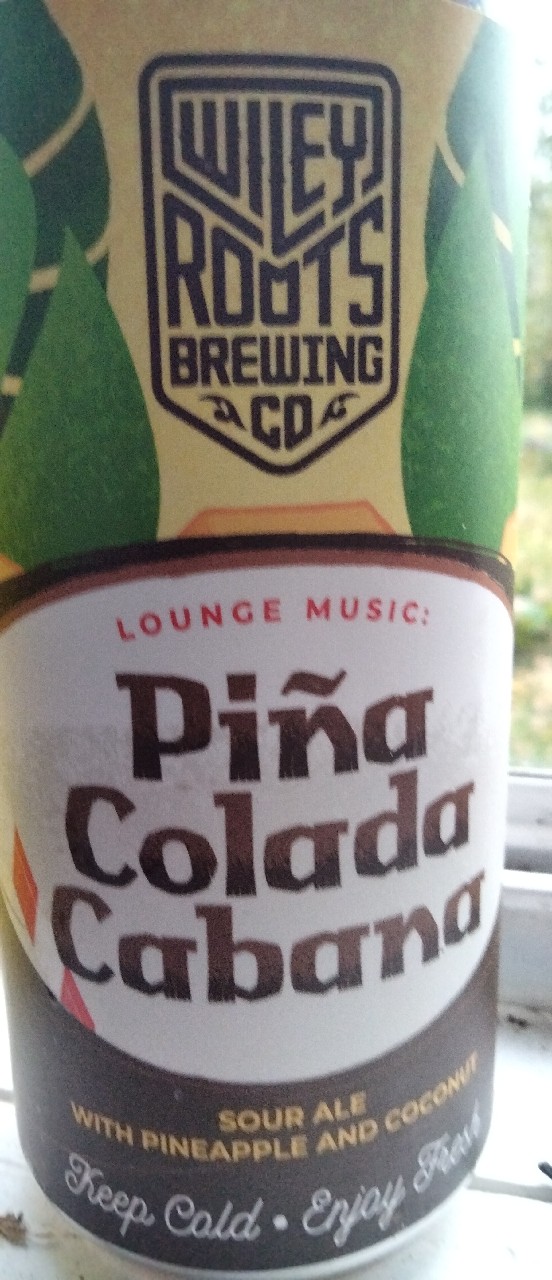 WILEY
ROOTS
BREWING
CO
LOUNGE MUSIC:
Piña
Colada
Cabana
SOUR ALE
WITH PINEAPPLE AND COCONUT
Keep Cold • Enjoy Fresh